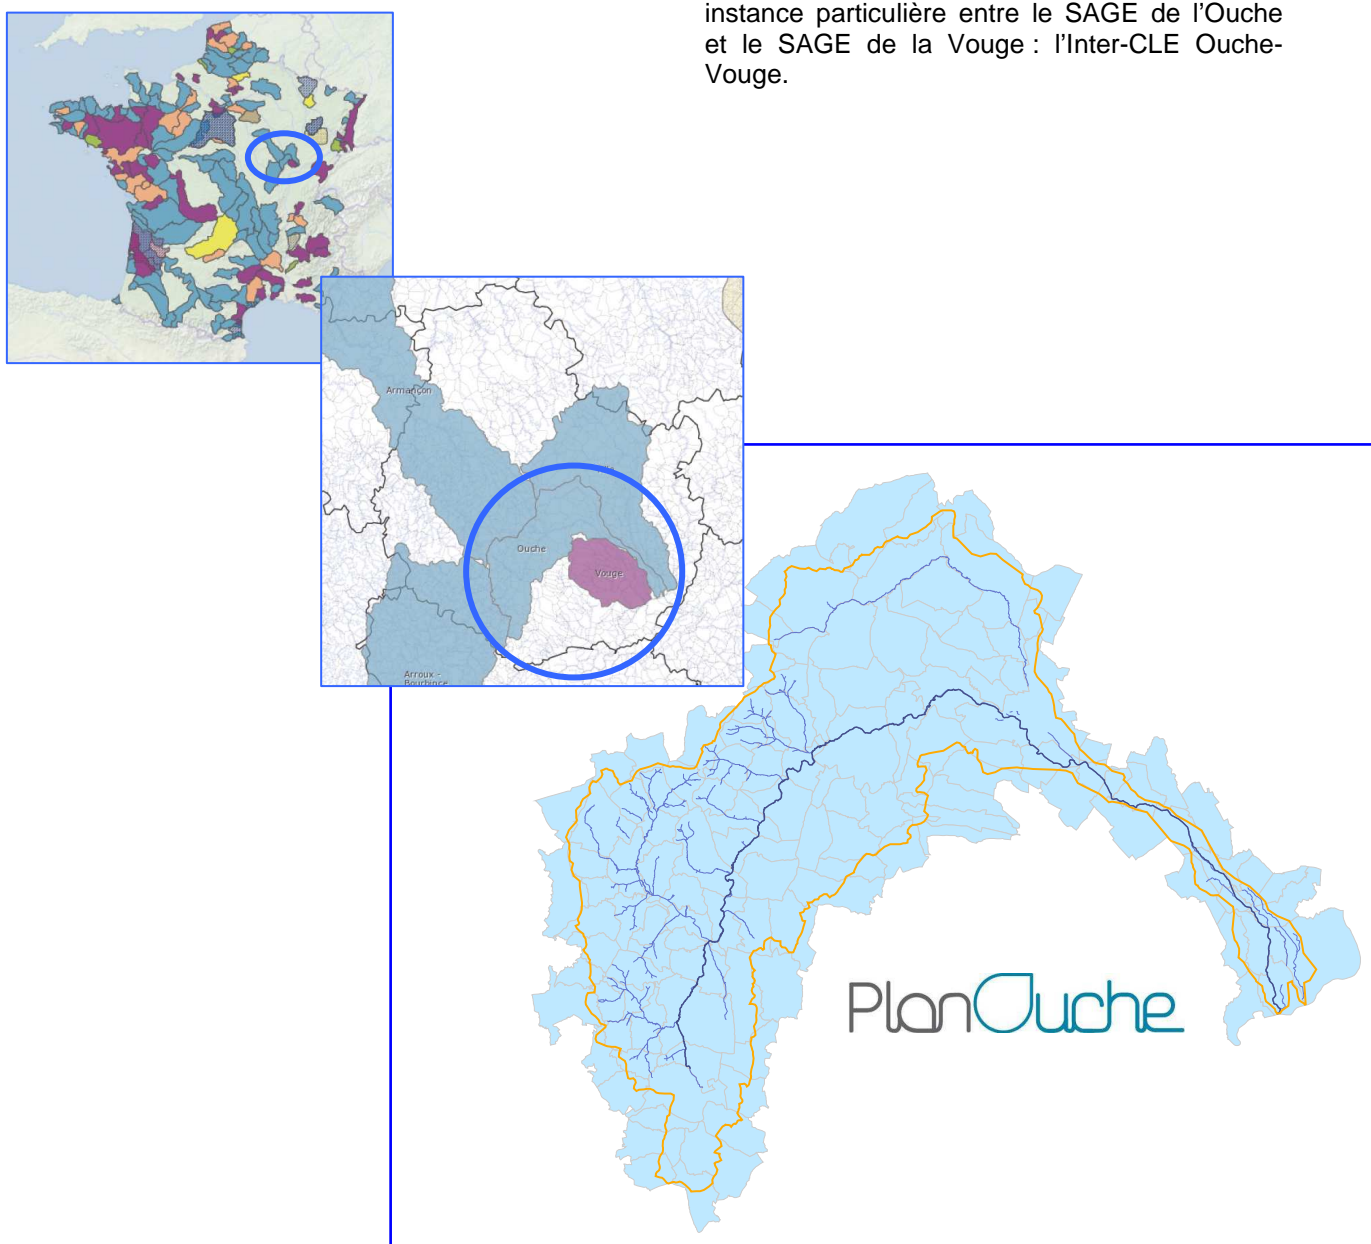 instance particulière entre le SAGE de l'Ouche
et le SAGE de la Vouge : l'Inter-CLE Ouche-
Vouge.
Armançon
Ouche
Vouge
Arroux -
Bourbince
PlanOuche